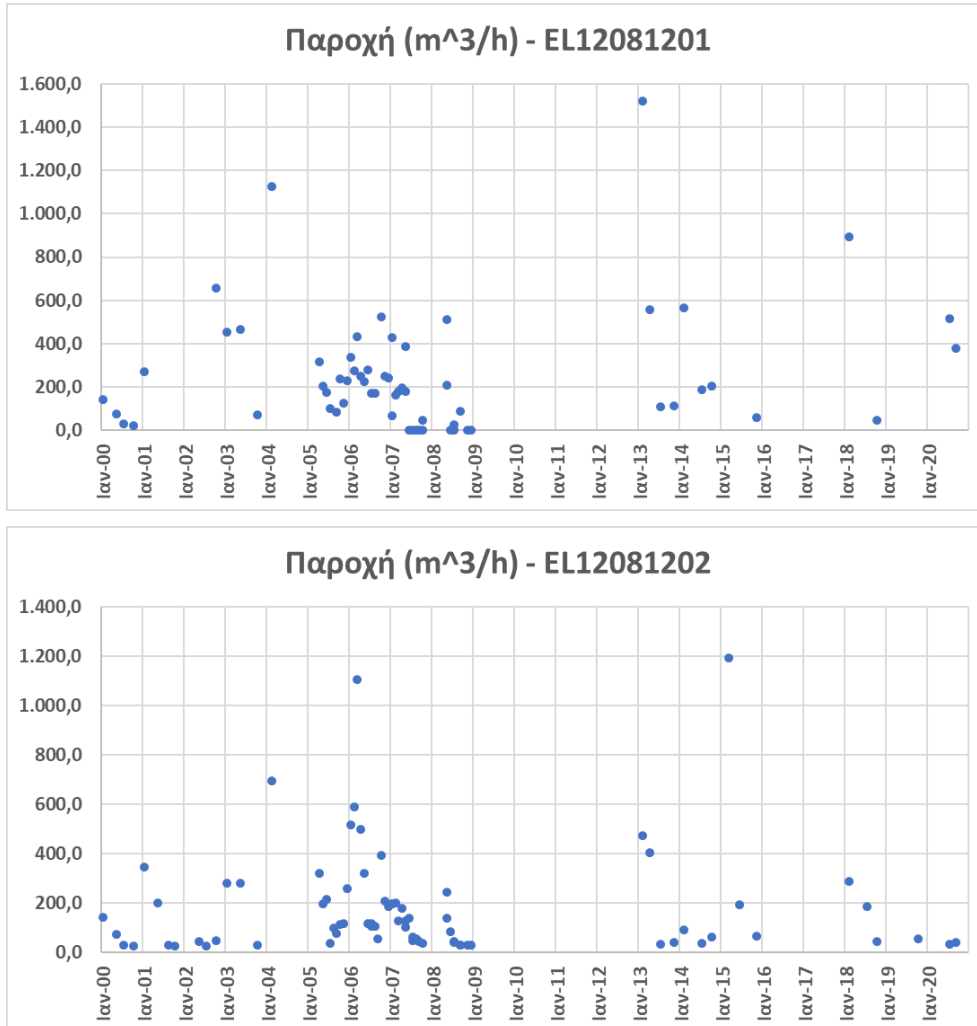 Παροχή (m^3/h) - EL12081201
1.600,0
1.400,0
1.200,0
1.000,0
800,0
600,0
400,0
200,0
0,0
Ιαν-00
Ιαν-01
Ιαν-02
Ιαν-03
Ιαν-04
Ιαν-05
Ιαν-06
Ιαν-07
Ιαν-08
Ιαν-09
Ιαν-10
Ιαν-11
Ιαν-12
Ιαν-13
Ιαν-14
Ιαν-15
Ιαν-16
Ιαν-17
Ιαν-18
Ιαν-19
Ιαν-20
Παροχή (m^3/h) - EL12081202
1.400,0
1.200,0
1.000,0
800,0
600,0
400,0
200,0
0,0
Ιαν-00
Ιαν-01
Ιαν-02
Ιαν-03
Ιαν-04
Ιαν-05
Ιαν-06
Ιαν-07
Ιαν-08
Ιαν-09
Ιαν-10
Ιαν-11
Ιαν-12
Ιαν-13
Ιαν-14
Ιαν-15
Ιαν-16
Ιαν-17
Ιαν-18
Ιαν-19
Ιαν-20